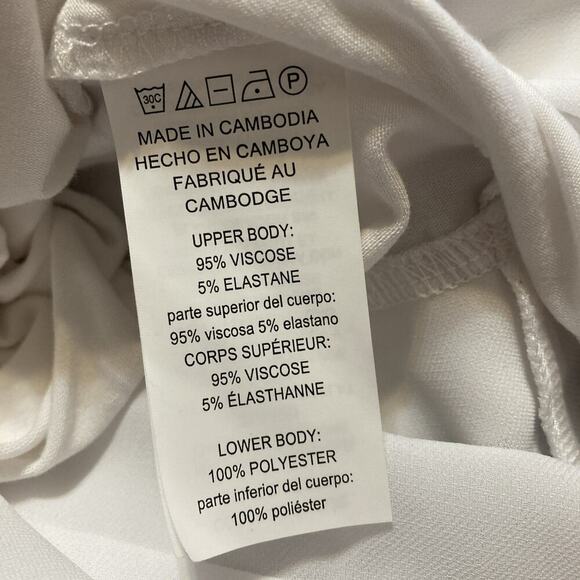 30C P
MADE IN CAMBODIA
HECHO EN CAMBOYA
FABRIQUÉ AU
CAMBODGE
UPPER BODY:
95% VISCOSE
5% ELASTANE
parte superior del cuerpo:
95% viscosa 5% elastano
CORPS SUPÉRIEUR:
95% VISCOSE
5% ÉLASTHANNE
LOWER BODY:
100% POLYESTER
parte inferior del cuerpo:
100% poliéster